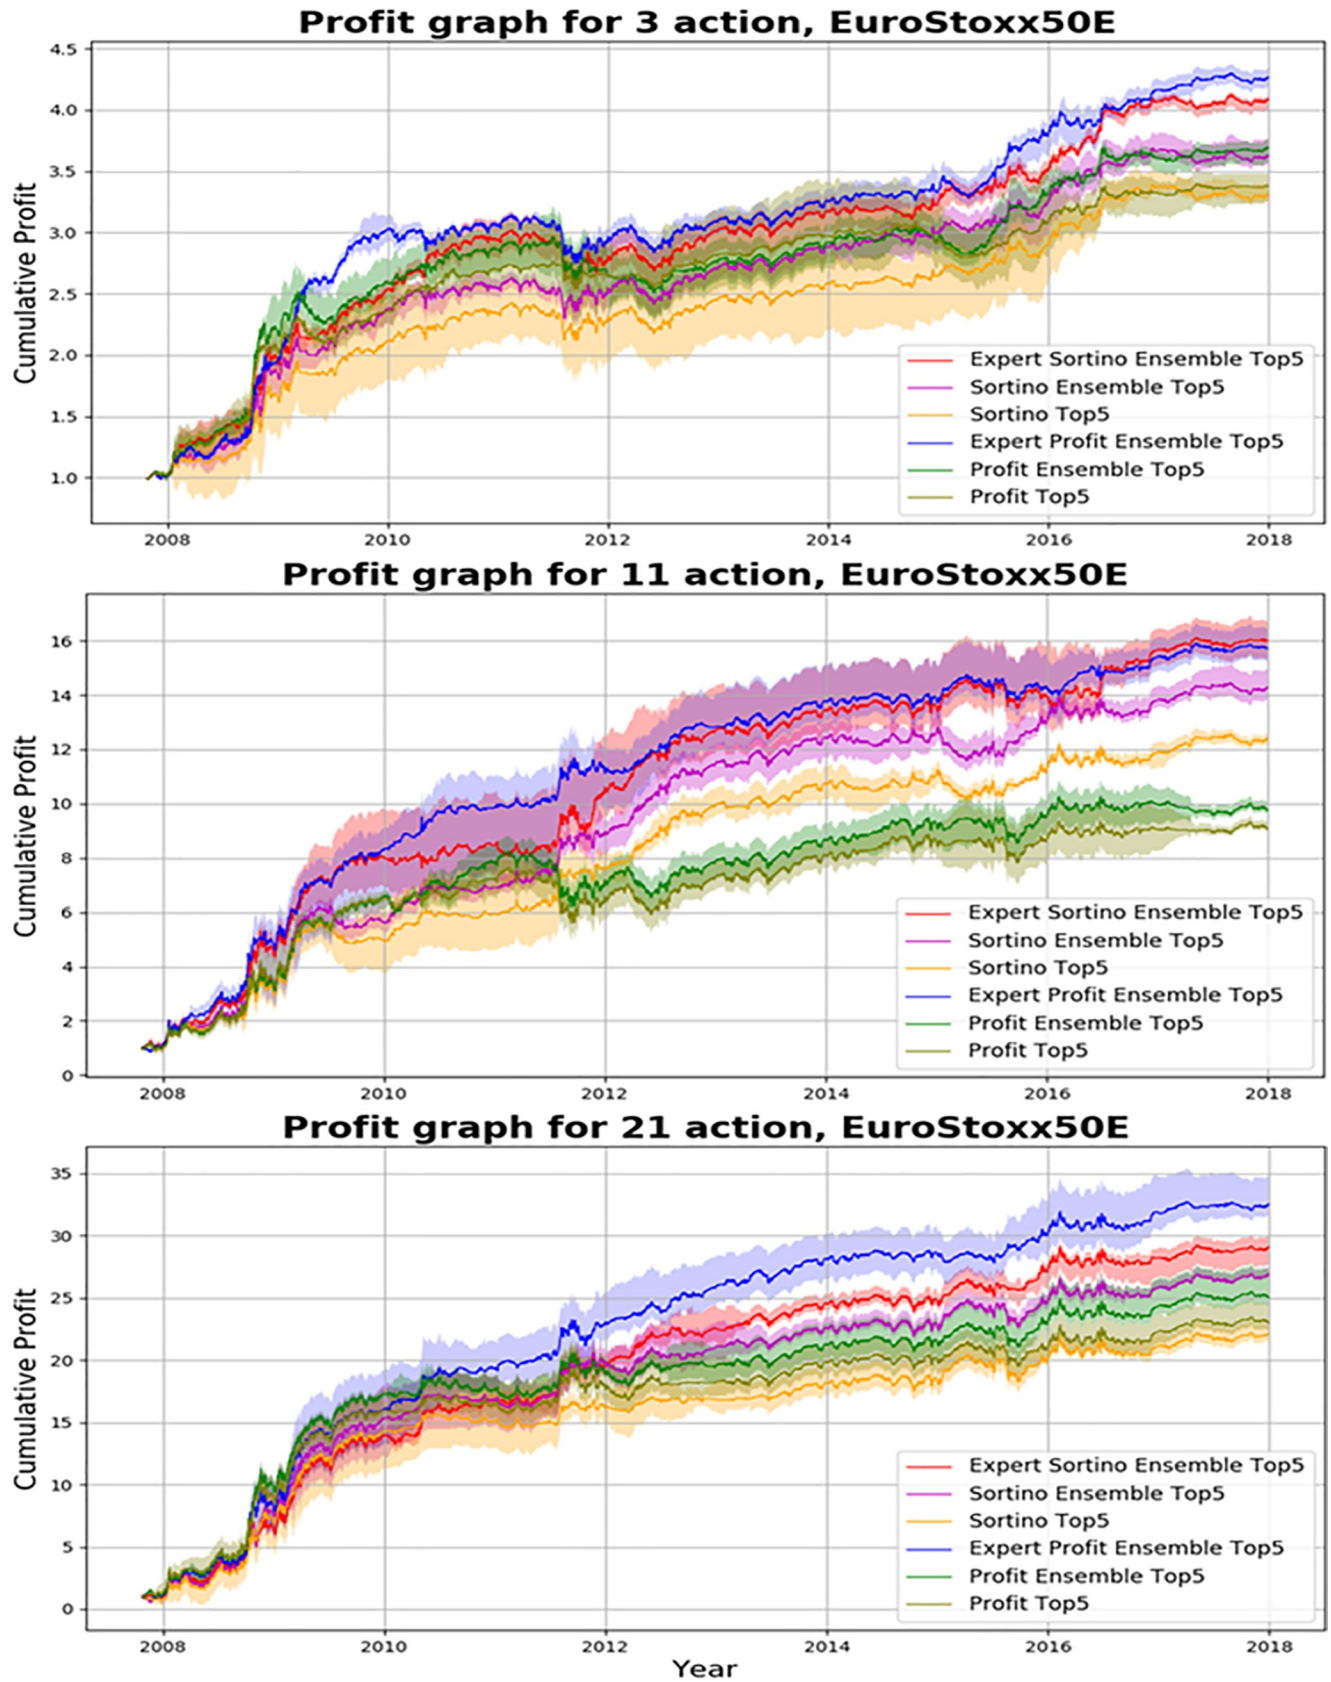 Profit graph for 3 action, EuroStoxx50E
4.5
4.0
3.5
3.0
2.5
2.0
1.5
1.0
Cumulative Profit
Expert Sortino Ensemble Top5
Sortino Ensemble Top5
Sortino Top5
Expert Profit Ensemble Top5
Profit Ensemble Top5
Profit Top5
2008 2010 2012 2014 2016 2018
Profit graph for 11 action, EuroStoxx50E
16
14
12
10
8
6
4
2
0
Cumulative Profit
Expert Sortino Ensemble Top5
Sortino Ensemble Top5
Sortino Top5
Expert Profit Ensemble Top5
Profit Ensemble Top5
Profit Top5
2008 2010 2012 2014 2016 2018
Profit graph for 21 action, EuroStoxx50E
35
30
25
20
15
10
5
0
Cumulative Profit
Expert Sortino Ensemble Top5
Sortino Ensemble Top5
Sortino Top5
Expert Profit Ensemble Top5
Profit Ensemble Top5
Profit Top5
2008 2010 2012 2014 2016 2018
Year